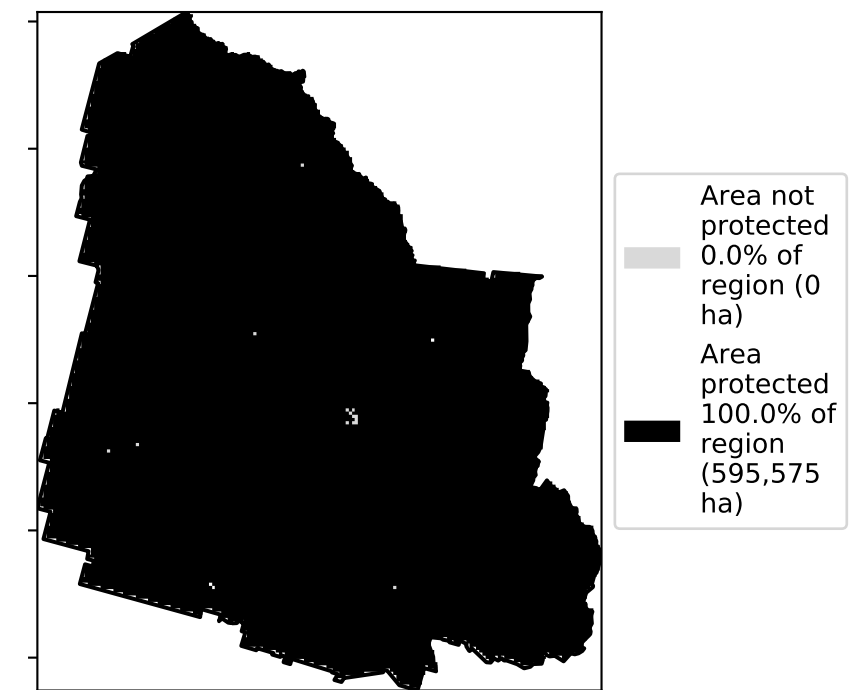 Area not
protected
0.0% of
region (0
ha)
Area
protected
100.0% of
region
(595,575
ha)